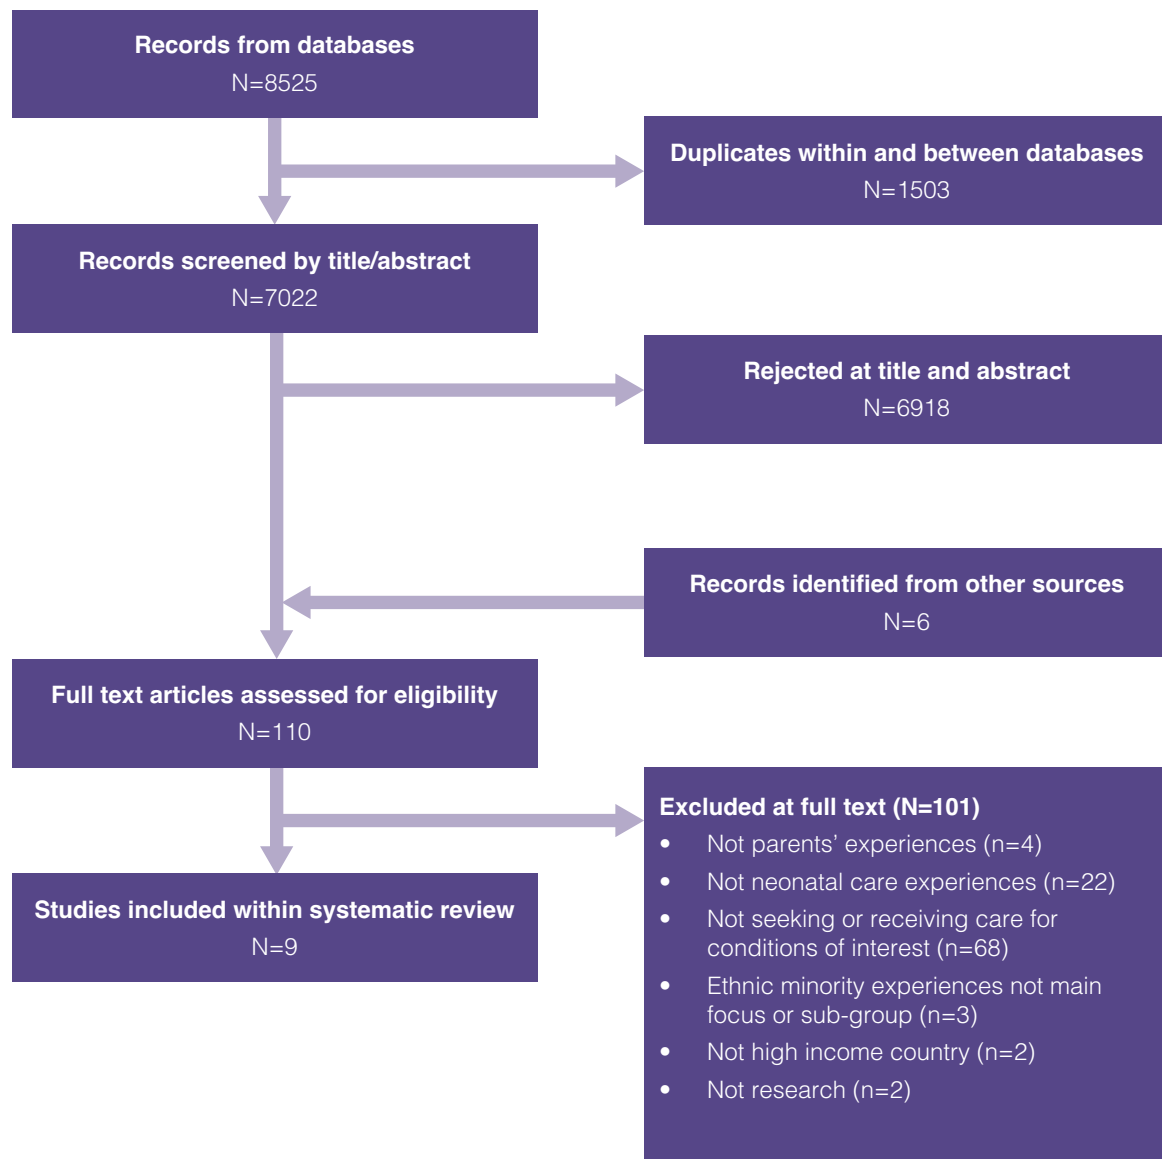 Records from databases
N=8525
Duplicates within and between databases
N=1503
Records screened by title/abstract
N=7022
Rejected at title and abstract
N=6918
Records identified from other sources
N=6
Full text articles assessed for eligibility
N=110
Excluded at full text (N=101)
• Not parents’ experiences (n=4)
• Not neonatal care experiences (n=22)
• Not seeking or receiving care for
conditions of interest (n=68)
• Ethnic minority experiences not main
focus or sub-group (n=3)
• Not high income country (n=2)
• Not research (n=2)
Studies included within systematic review
N=9